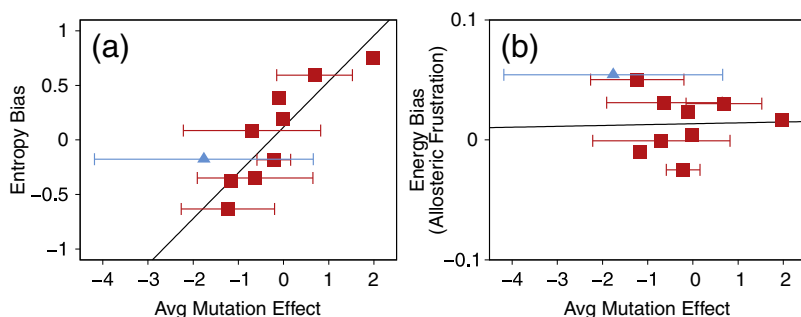 (a)
Entropy Bias
1
0.5
0
−0.5
−1
−4 −3 −2 −1 0 1 2
Avg Mutation Effect
(b)
Energy Bias
(Allosteric Frustration)
0.1
0
−0.1
−4 −3 −2 −1 0 1 2
Avg Mutation Effect